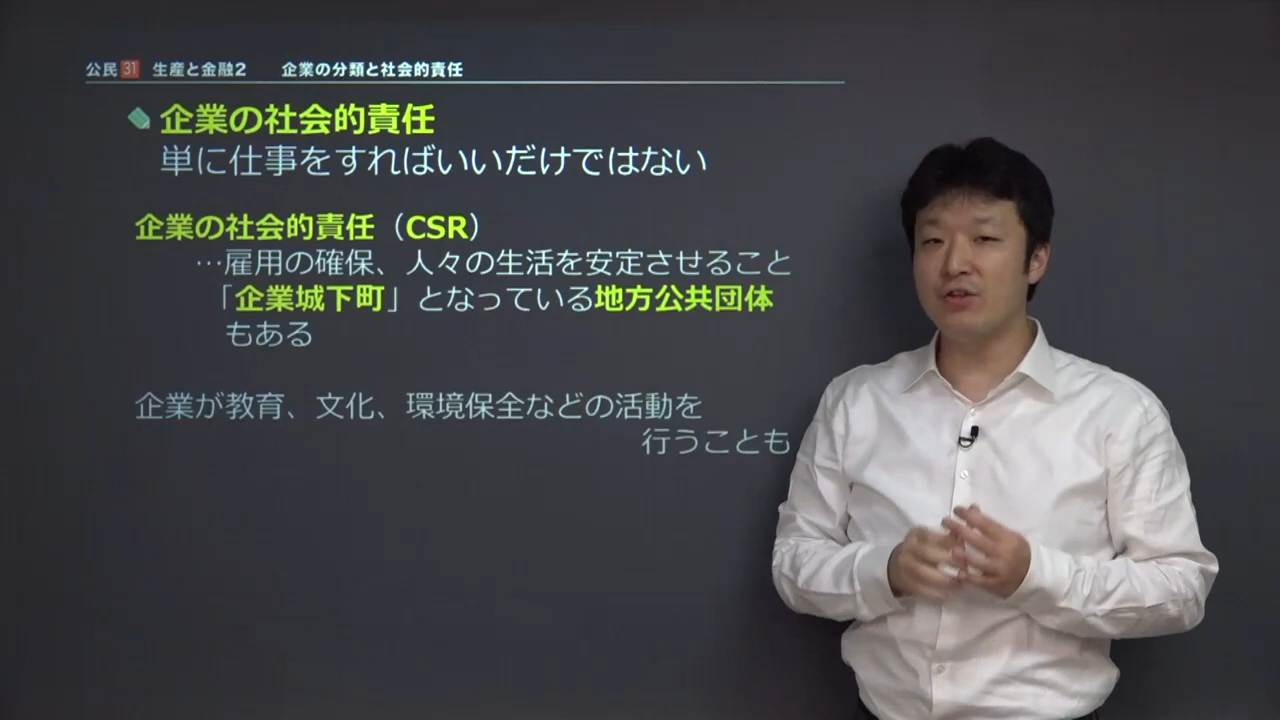 公民 31 生産と金融2 企業の分類と社会的責任
企業の社会的責任
単に仕事をすればいいだけではない
企業の社会的責任（CSR）
…雇用の確保、人々の生活を安定させること
「企業城下町」となっている地方公共団体
もある
企業が教育、文化、環境保全などの活動を
行うことも